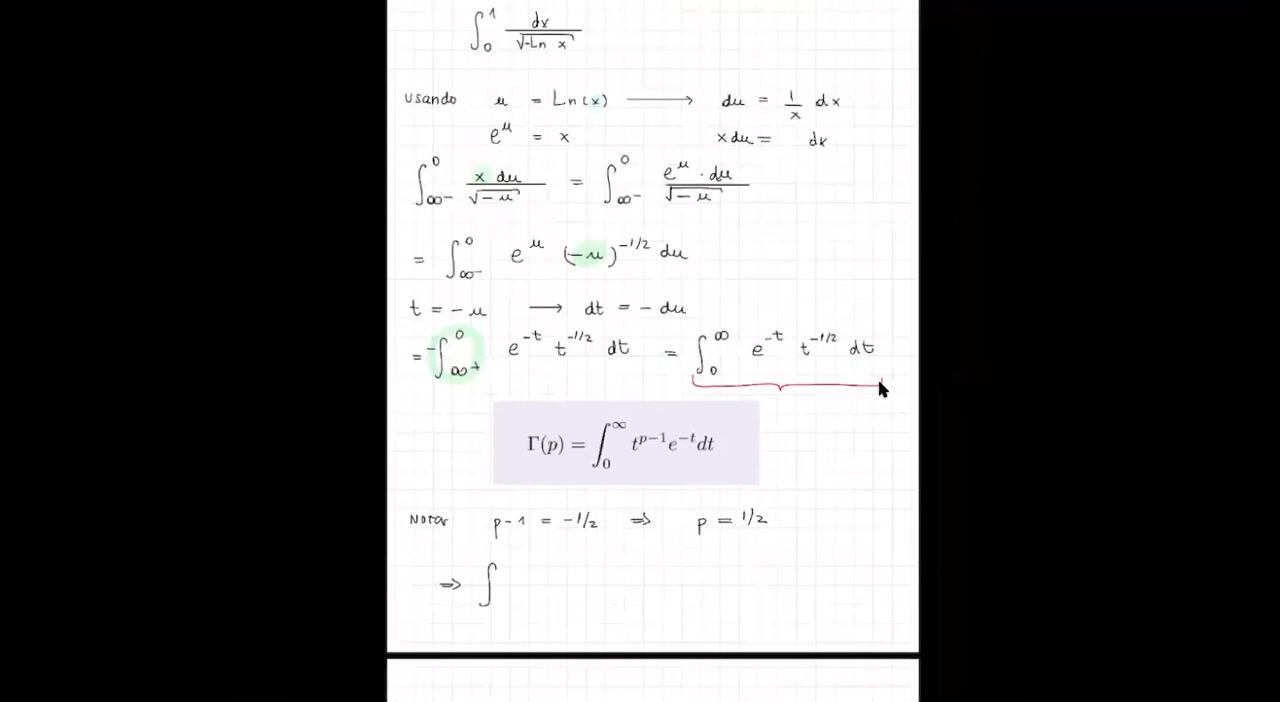 ∫₀¹ dx/√(-Ln x)
usando u = Ln(x) ⟶ du = 1/x dx
e^u = x x du = dx
∫_{∞-}^0 x du/√(-u) = ∫_{∞-}^0 e^u · du/√(-u)
= ∫_{∞-}^0 e^u (-u)^{-1/2} du
t = -u ⟶ dt = - du
= -∫_{∞+}^0 e^{-t} t^{-1/2} dt = ∫_0^∞ e^{-t} t^{-1/2} dt
Γ(p) = ∫_0^∞ t^{p-1} e^{-t} dt
Notar p-1 = -1/2 ⇒ p = 1/2
⇒ ∫